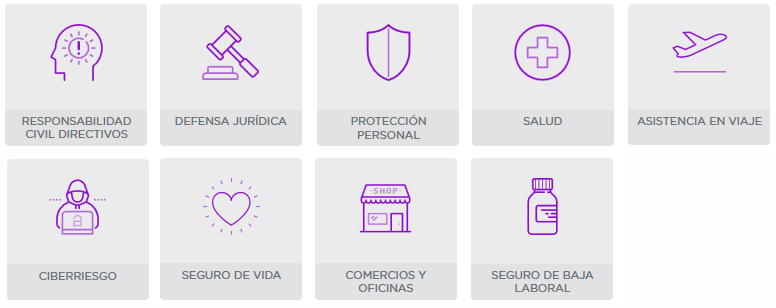 RESPONSABILIDAD
CIVIL DIRECTIVOS
DEFENSA JURÍDICA
PROTECCIÓN
PERSONAL
SALUD
ASISTENCIA EN VIAJE
CIBERRIESGO
SEGURO DE VIDA
SHOP
COMERCIOS Y
OFICINAS
SEGURO DE BAJA
LABORAL